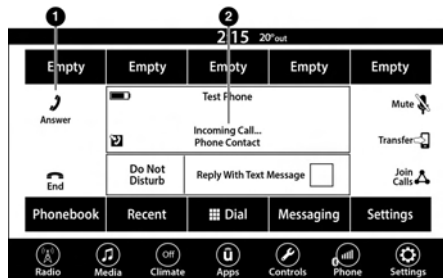 1 2
2:15 20°out
Empty Empty Empty Empty Empty
Test Phone
Answer
Mute
Incoming Call...
Phone Contact
Transfer
End
Do Not Disturb
Reply With Text Message
Join Calls
Phonebook Recent Dial Messaging Settings
Off
Radio Media Climate Apps Controls Phone Settings